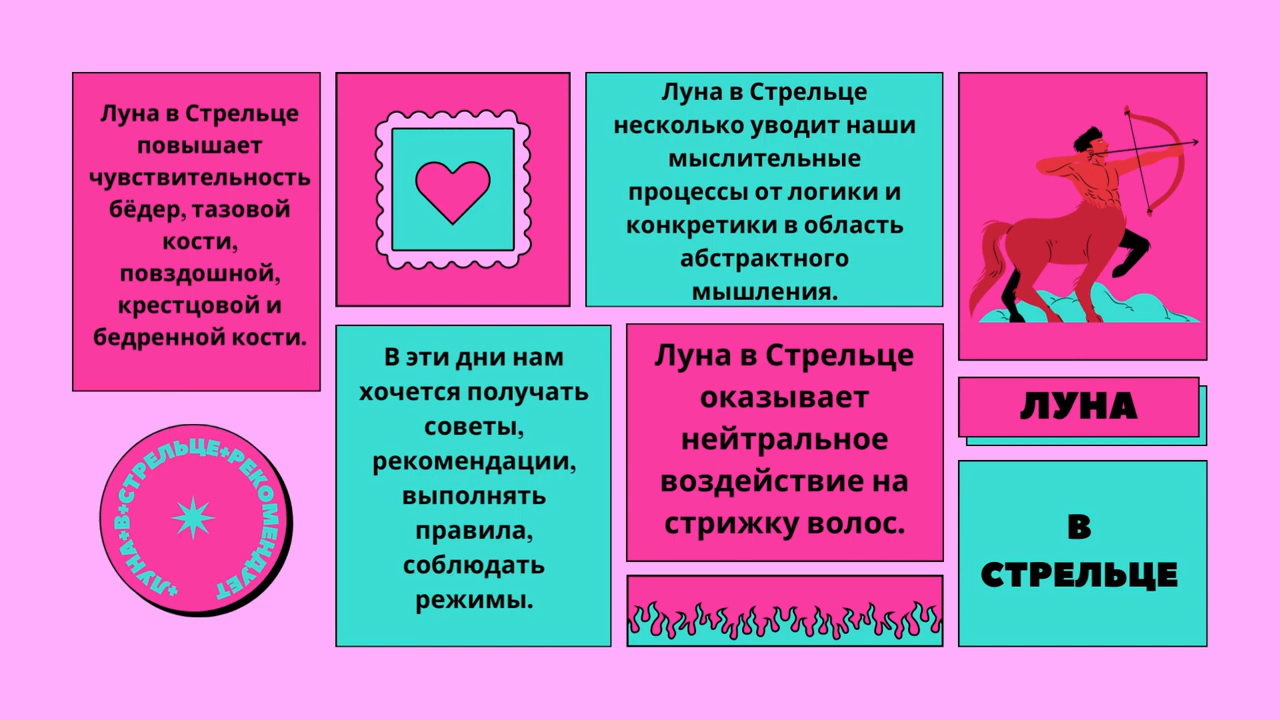 Луна в Стрельце
повышает
чувствительность
бёдер, тазовой
кости,
повздошной,
крестцовой и
бедренной кости.
Луна в Стрельце
несколько уводит наши
мыслительные
процессы от логики и
конкретики в область
абстрактного
мышления.
В эти дни нам
хочется получать
советы,
рекомендации,
выполнять
правила,
соблюдать
режимы.
Луна в Стрельце
оказывает
нейтральное
воздействие на
стрижку волос.
ЛУНА
В
СТРЕЛЬЦЕ
+ЛУНА+В+СТРЕЛЬЦЕ+РЕКОМЕНДУЕТ